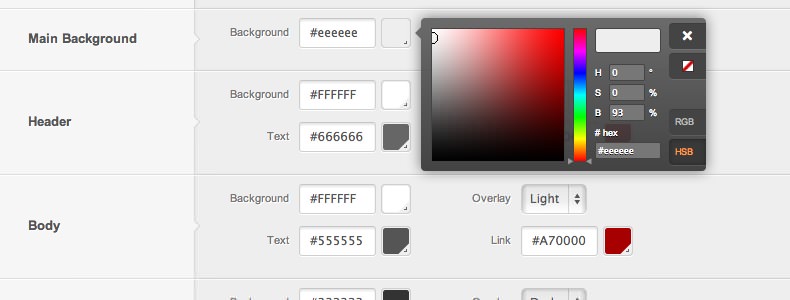 Main Background
Background #eeeeee
H 0 °
S 0 %
B 93 %
# hex
#eeeeee
RGB
HSB
Header
Background #FFFFFF
Text #666666
Body
Background #FFFFFF Overlay Light
Text #555555 Link #A70000